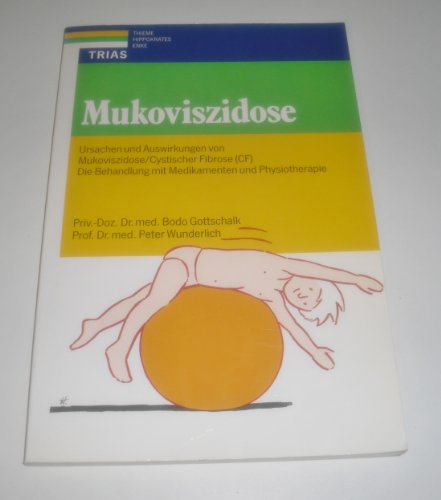 TRIAS
THIEME
HIPPOKRATES
ENKE
Mukoviszidose
Ursachen und Auswirkungen von
Mukoviszidose/Cystischer Fibrose (CF)
Die Behandlung mit Medikamenten und Physiotherapie
Priv.-Doz. Dr. med. Bodo Gottschalk
Prof. Dr. med. Peter Wunderlich